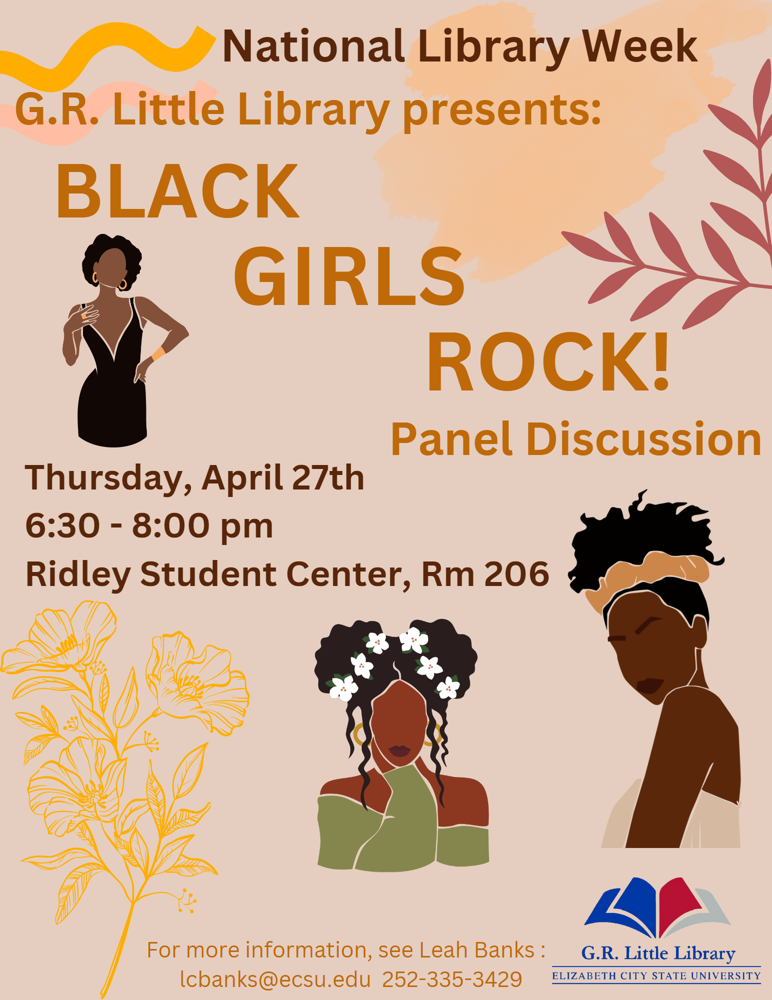 National Library Week
G.R. Little Library presents:
BLACK
GIRLS
ROCK!
Panel Discussion
Thursday, April 27th
6:30 - 8:00 pm
Ridley Student Center, Rm 206
For more information, see Leah Banks :
lcbanks@ecsu.edu 252-335-3429
G.R. Little Library
ELIZABETH CITY STATE UNIVERSITY